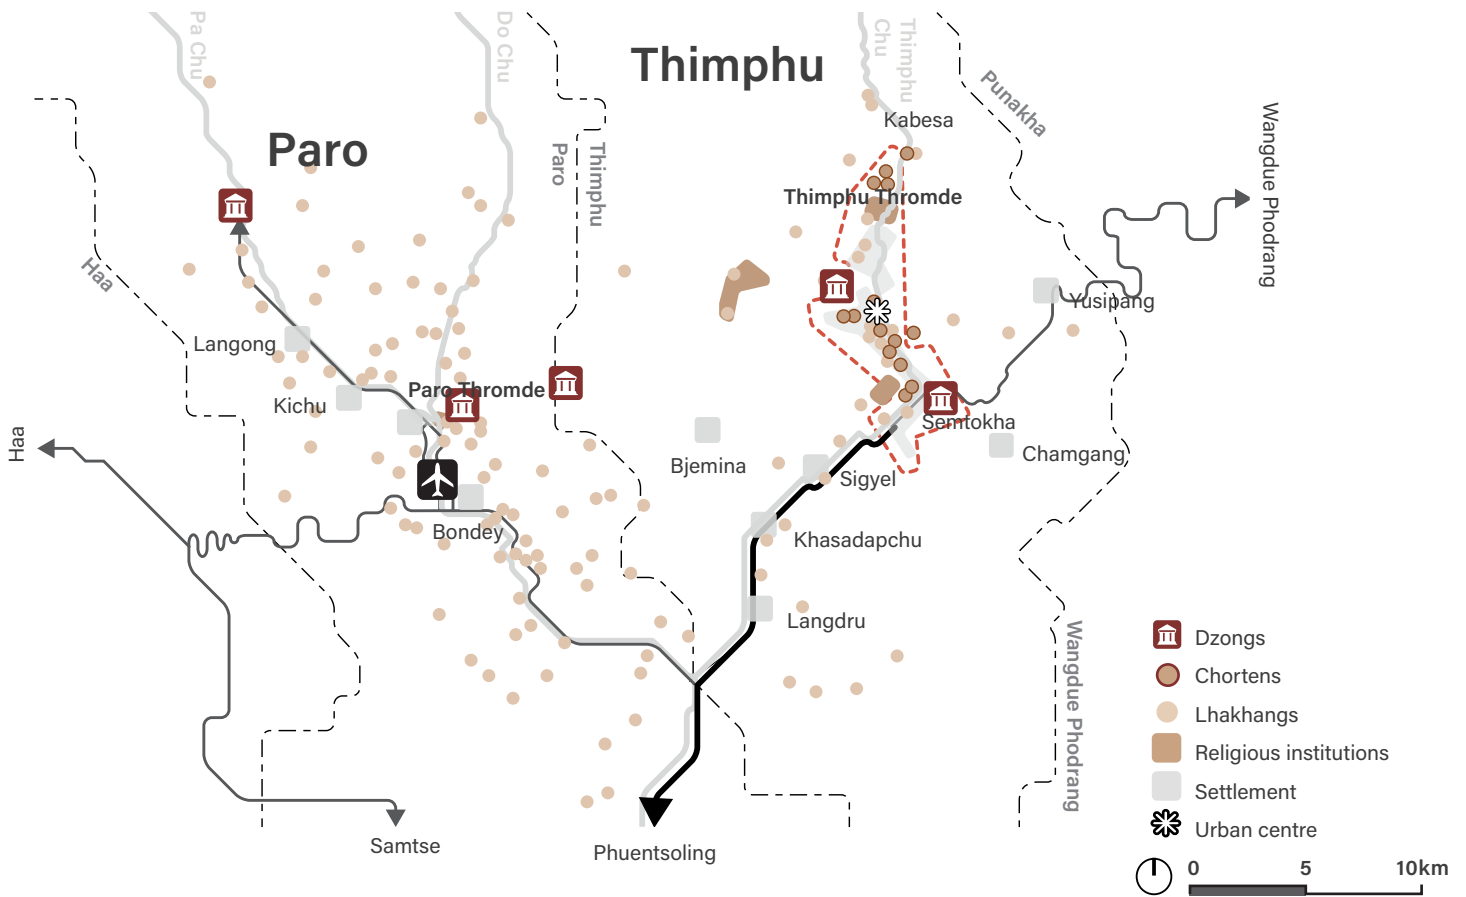 Pa Chu
Do Chu
Thimphu
Thimphu
Chu
Punakha
Kabesa
Wangdue Phodrang
Paro
Paro
Thimphu
Thimphu Thromde
Haa
Yusipang
Langong
Paro Thromde
Kichu
Semtokha
Haa
Bjemina
Chamgang
Sigyel
Bondey
Khasadapchu
Langdru
Wangdue Phodrang
Samtse
Phuentsoling
Dzongs
Chortens
Lhakhangs
Religious institutions
Settlement
Urban centre
0 5 10km